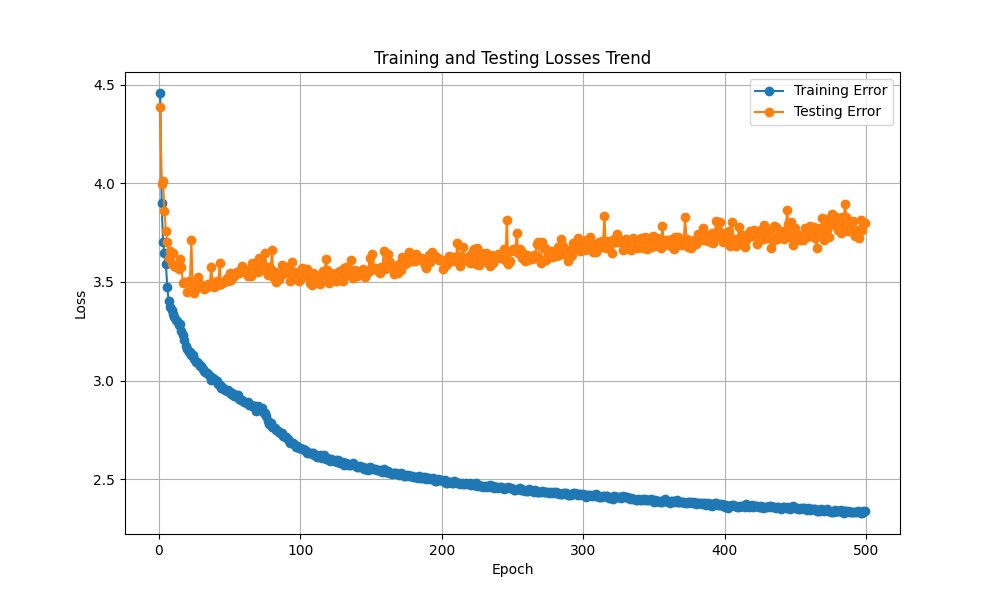 Training and Testing Losses Trend
4.5
4.0
3.5
3.0
2.5
Loss
Training Error
Testing Error
0
100
200
300
400
500
Epoch